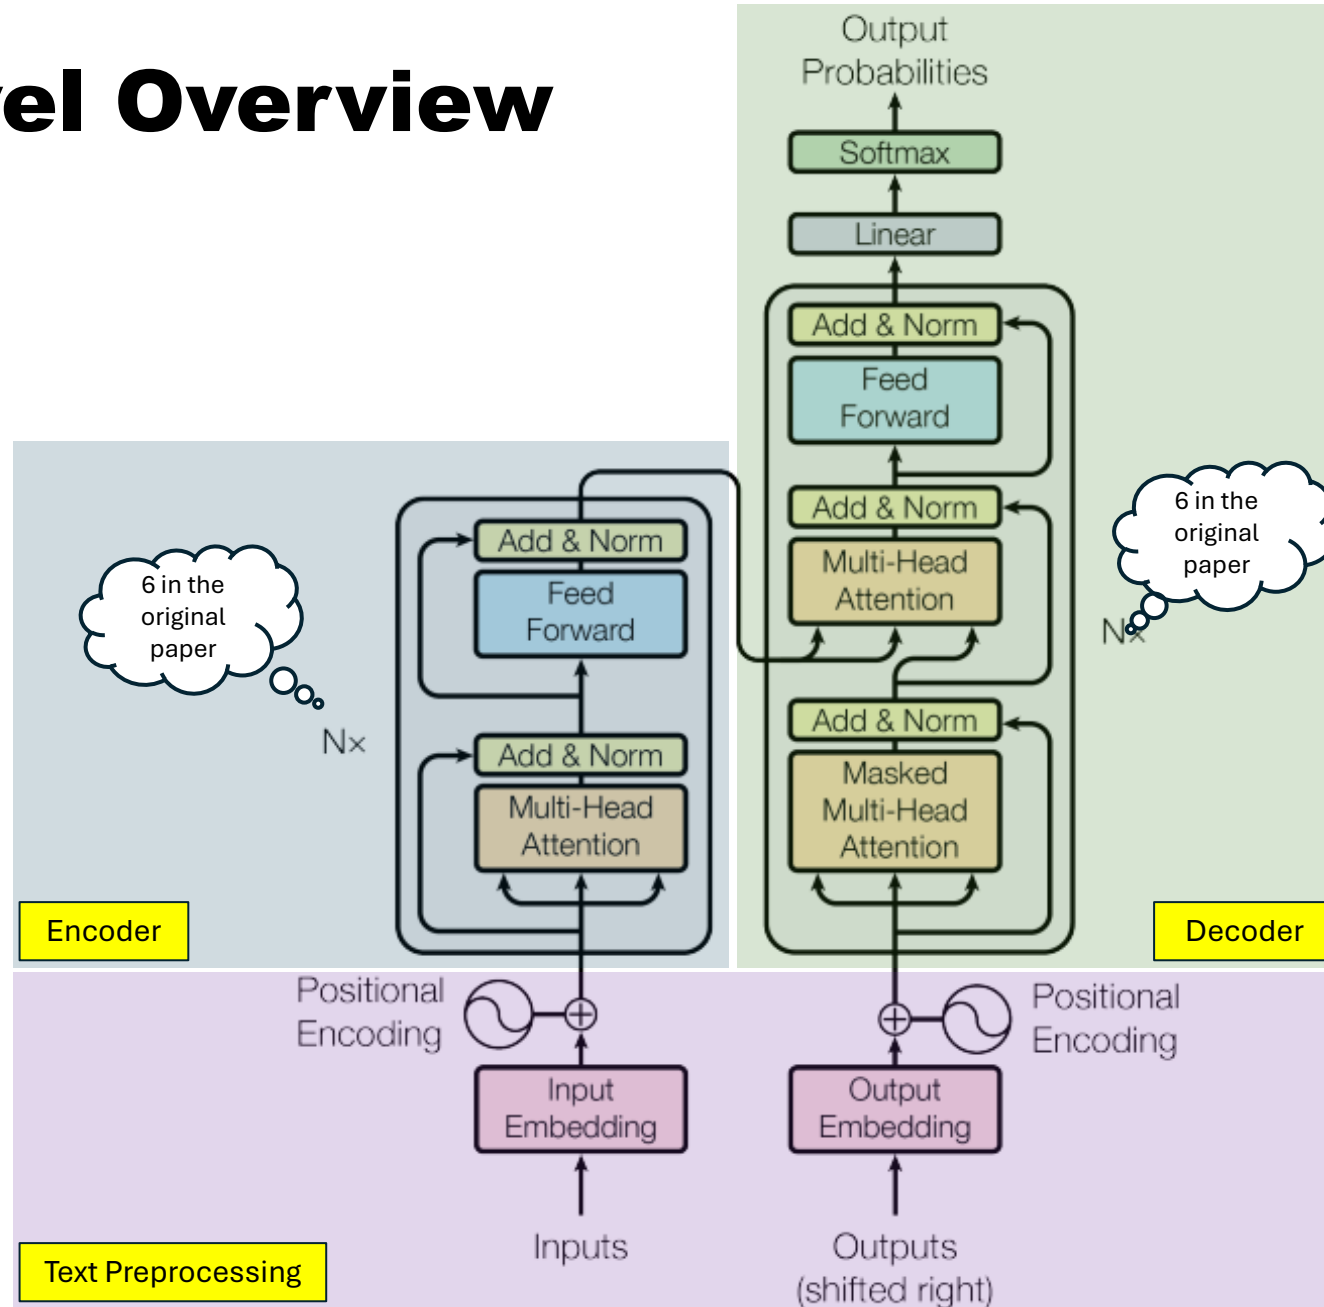 vel Overview
Output
Probabilities
Softmax
Linear
Add & Norm
Feed
Forward
Add & Norm
Multi-Head
Attention
6 in the
original
paper
N×
Add & Norm
Masked
Multi-Head
Attention
Decoder
Add & Norm
Feed
Forward
6 in the
original
paper
N×
Add & Norm
Multi-Head
Attention
Encoder
Positional
Encoding
Positional
Encoding
Input
Embedding
Output
Embedding
Inputs
Outputs
(shifted right)
Text Preprocessing